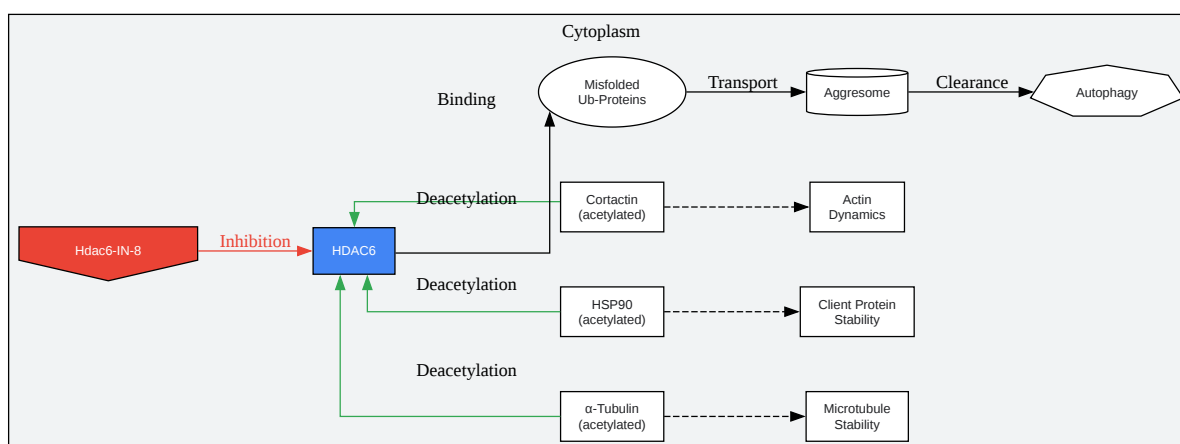 Cytoplasm
Misfolded
Ub-Proteins
Transport
Aggresome
Clearance
Autophagy
Binding
Deacetylation
Cortactin
(acetylated)
Actin
Dynamics
Hdac6-IN-8
Inhibition
HDAC6
Deacetylation
HSP90
(acetylated)
Client Protein
Stability
Deacetylation
α-Tubulin
(acetylated)
Microtubule
Stability